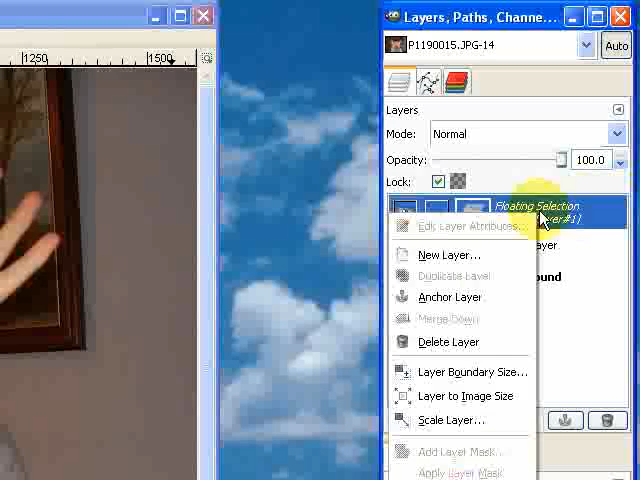 Layers, Paths, Channe...
1250
1500
P1190015.JPG-14
Auto
Layers
Mode: Normal
Opacity: 100.0
Lock:
Floating Selection
Edit Layer Attributes...
New Layer...
Duplicate Layer
Anchor Layer
Merge Down
Delete Layer
Layer Boundary Size...
Layer to Image Size
Scale Layer...
Add Layer Mask...
Apply Layer Mask